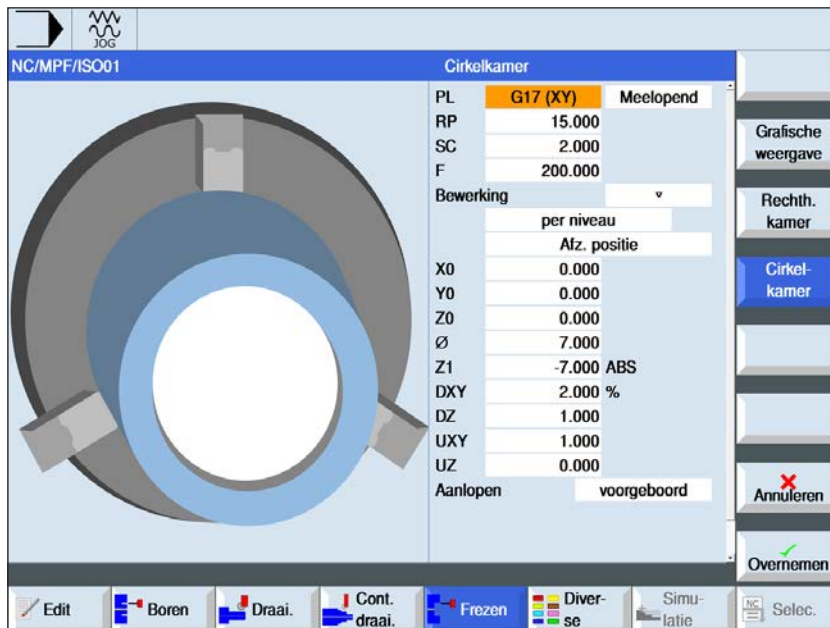 JOG
NC/MPF/ISO01
Cirkelkamer
PL G17 (XY) Meelopend
RP 15.000
SC 2.000
F 200.000
Bewerking ▿
per niveau
Afz. positie
X0 0.000
Y0 0.000
Z0 0.000
Ø 7.000
Z1 -7.000 ABS
DXY 2.000 %
DZ 1.000
UXY 1.000
UZ 0.000
Aanlopen voorgeboord
Grafische
weergave
Rechth.
kamer
Cirkel-
kamer
Annuleren
Overnemen
Edit
Boren
Draai.
Cont.
draai.
Frezen
Diver-
se
Simu-
latie
NC
Selec.